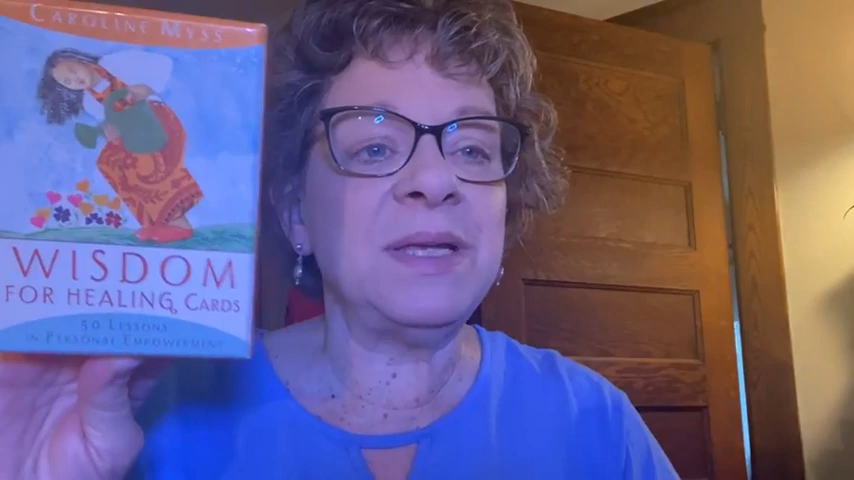 CAROLINE MYSS
WISDOM
FOR HEALING CARDS
50 LESSONS
IN PERSONAL EMPOWERMENT